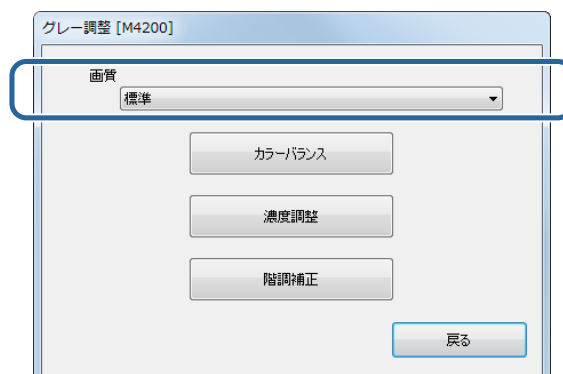 グレー調整 [M4200]
画質
標準
カラーバランス
濃度調整
階調補正
戻る